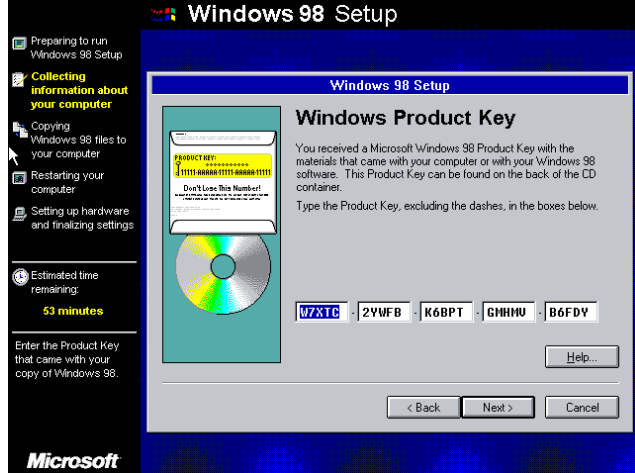 Windows 98 Setup
Preparing to run
Windows 98 Setup
Collecting
information about
your computer
Copying
Windows 98 files to
your computer
Restarting your
computer
Setting up hardware
and finalizing settings
Estimated time
remaining:
53 minutes
Enter the Product Key
that came with your
copy of Windows 98.
Microsoft
Windows 98 Setup
Windows Product Key
You received a Microsoft Windows 98 Product Key with the
materials that came with your computer or with your Windows 98
software. This Product Key can be found on the back of the CD
container.
Type the Product Key, excluding the dashes, in the boxes below.
PRODUCT KEY:
11111-AAAAA-11111-AAAAA-11111
Don't Lose This Number!
W7XTC - 2YWFB - K6BPT - GMHMV - B6FDY
Help...
< Back Next > Cancel